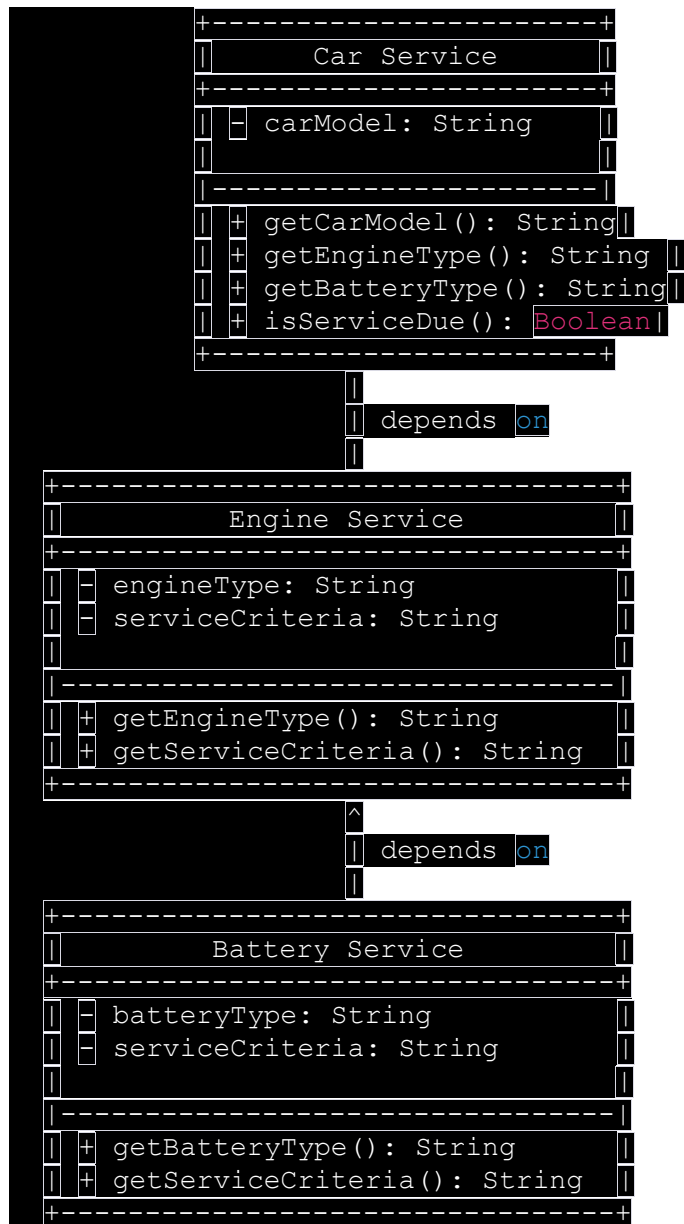 +-----------------------+
|      Car Service      |
+-----------------------+
| - carModel: String    |
|                       |
|-----------------------|
| + getCarModel(): String|
| + getEngineType(): String |
| + getBatteryType(): String|
| + isServiceDue(): Boolean|
+-----------------------+
|
| depends on
|
+---------------------------------+
|          Engine Service         |
+---------------------------------+
| - engineType: String            |
| - serviceCriteria: String       |
|                                 |
|---------------------------------|
| + getEngineType(): String       |
| + getServiceCriteria(): String  |
+---------------------------------+
^
| depends on
|
+---------------------------------+
|         Battery Service         |
+---------------------------------+
| - batteryType: String           |
| - serviceCriteria: String       |
|                                 |
|---------------------------------|
| + getBatteryType(): String      |
| + getServiceCriteria(): String  |
+---------------------------------+